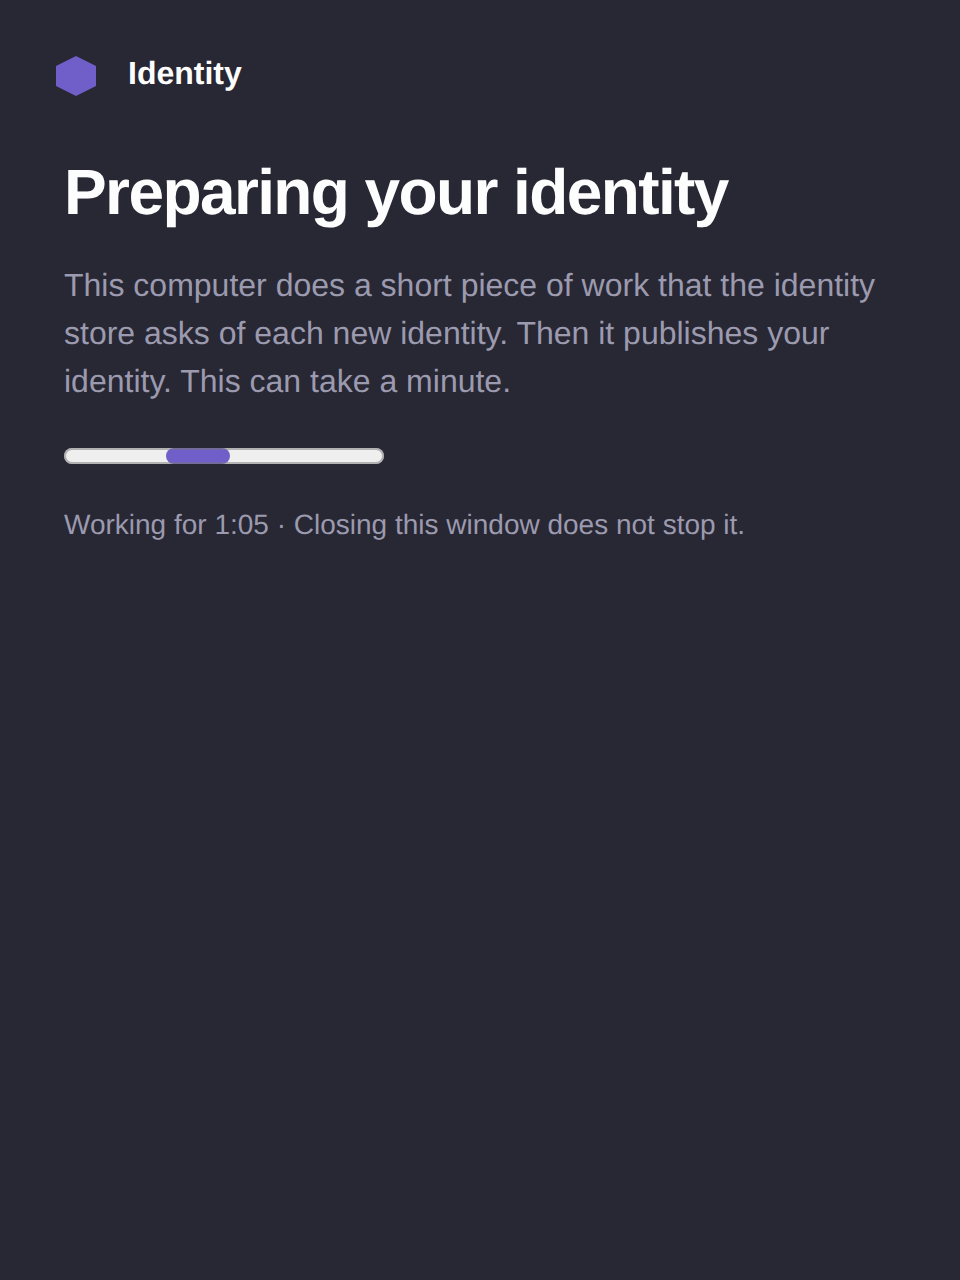 Identity
Preparing your identity
This computer does a short piece of work that the identity
store asks of each new identity. Then it publishes your
identity. This can take a minute.
Working for 1:05 · Closing this window does not stop it.